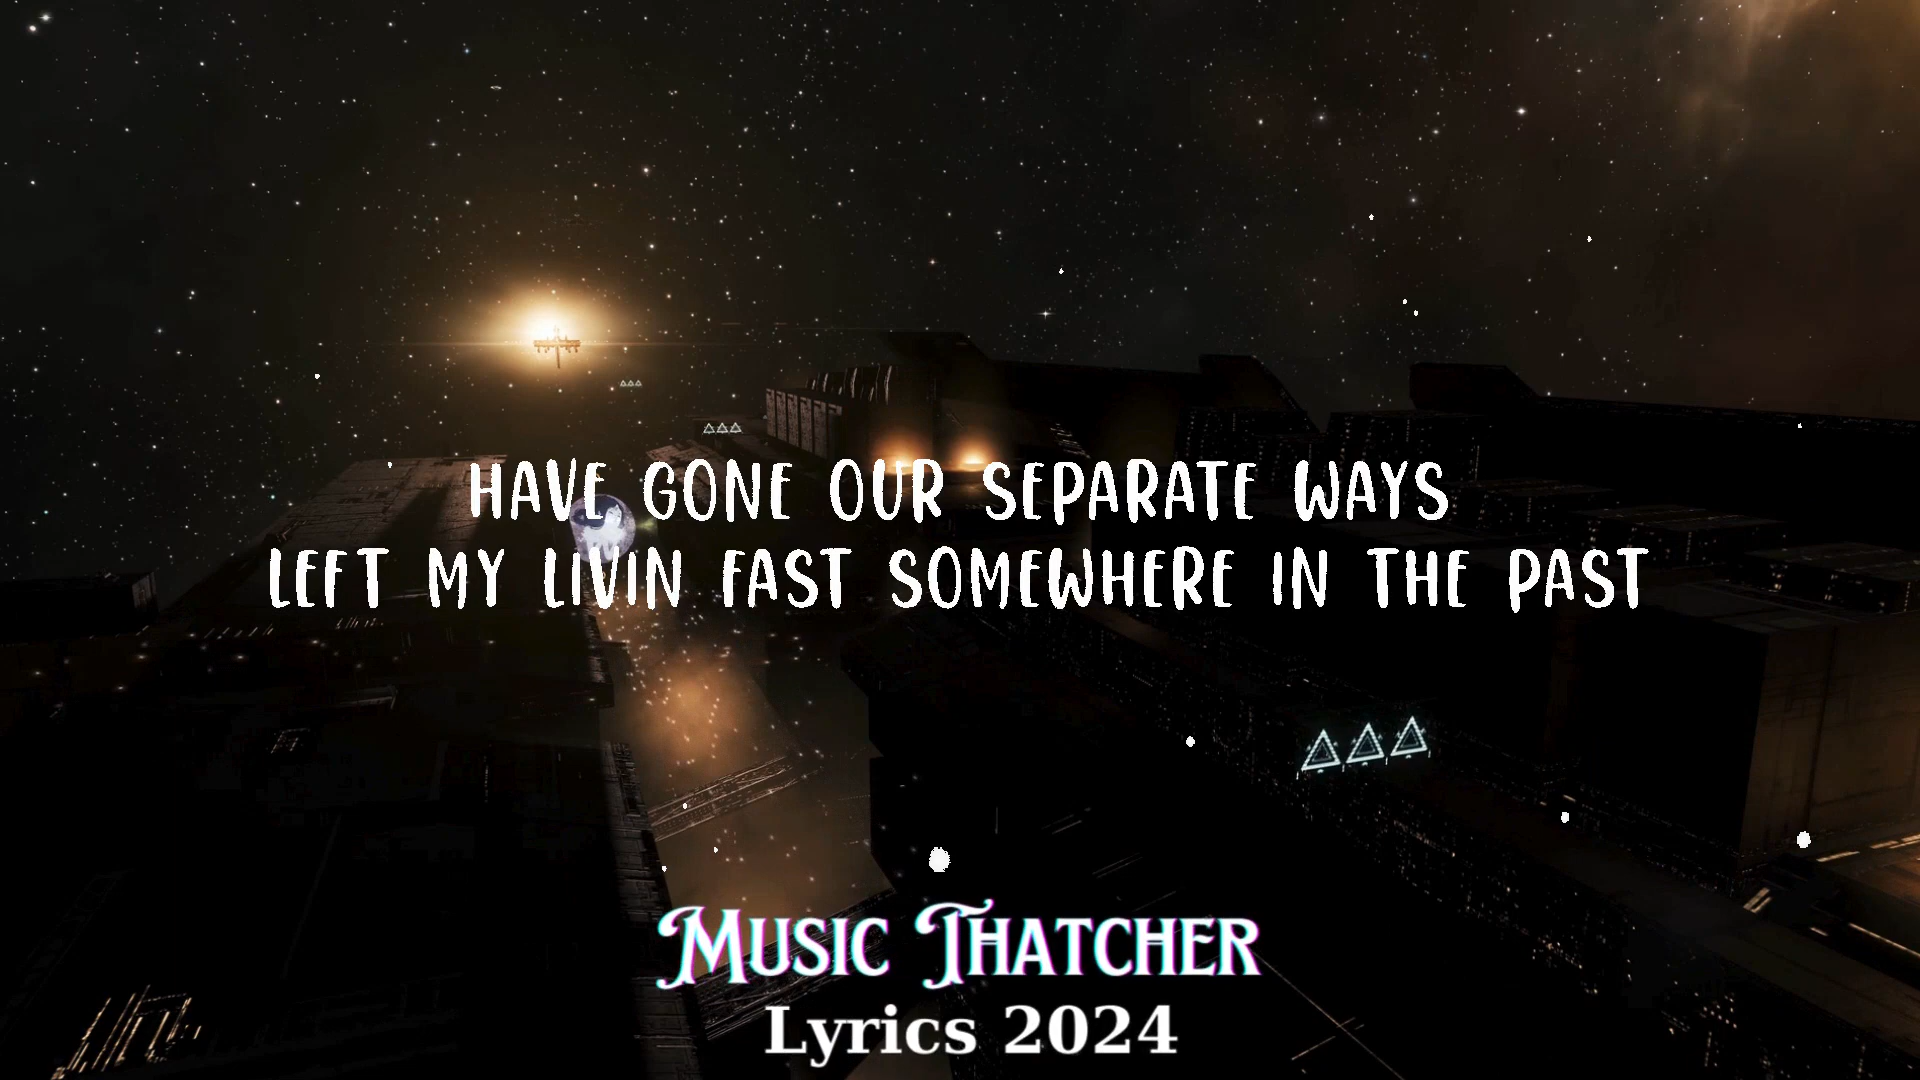 HAVE GONE OUR SEPARATE WAYS
LEFT MY LIVIN FAST SOMEWHERE IN THE PAST
MUSIC THATCHER
Lyrics 2024